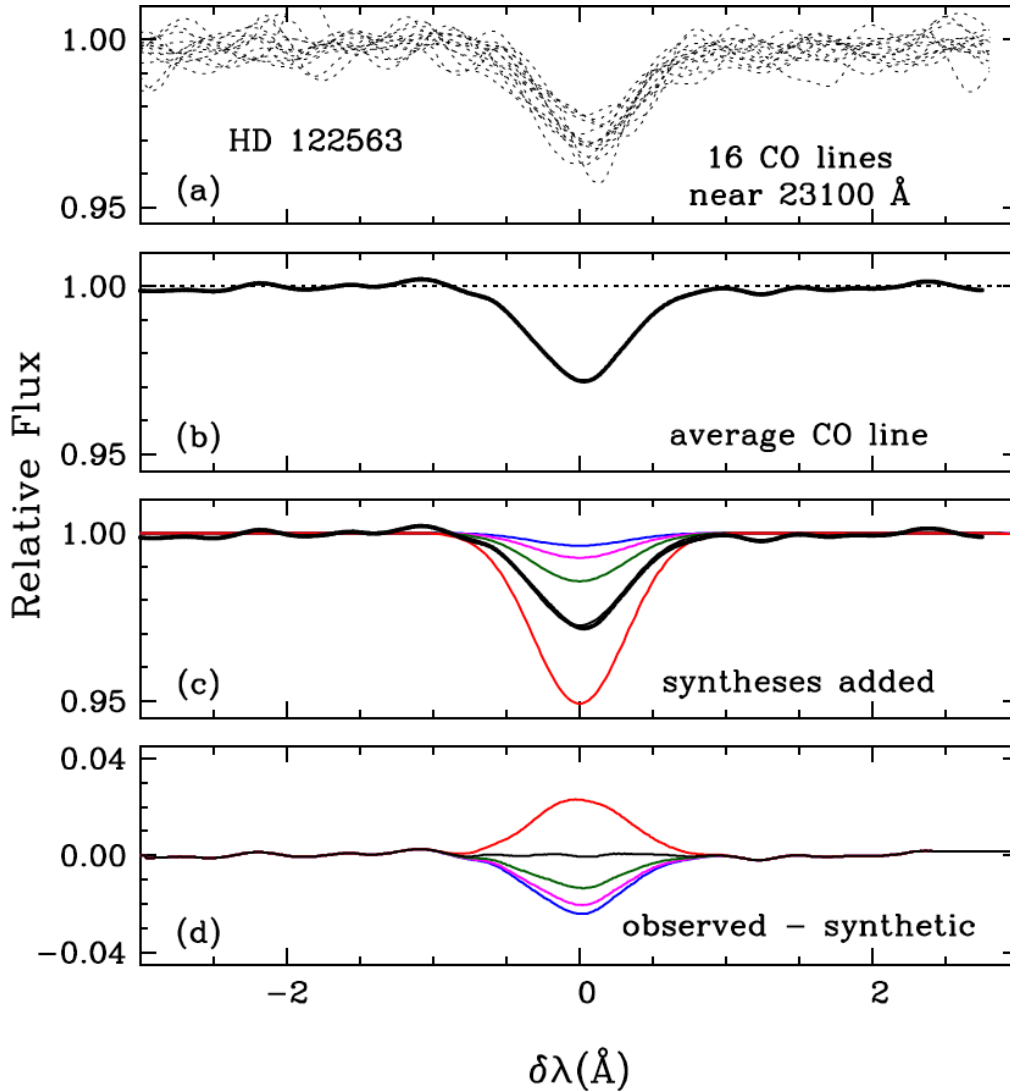 1.00
HD 122563
16 CO lines
near 23100 Å
(a)
0.95
1.00
(b)
average CO line
0.95
Relative Flux
1.00
(c)
syntheses added
0.95
0.04
0.00
(d)
observed − synthetic
−0.04
−2
0
2
δλ(Å)